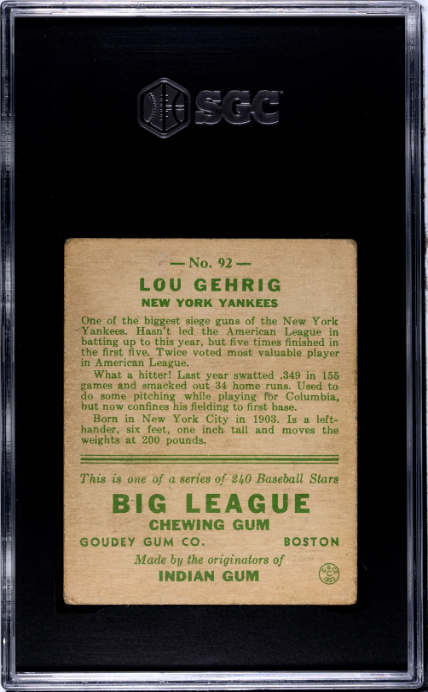 SGC
— No. 92 —
LOU GEHRIG
NEW YORK YANKEES
One of the biggest siege guns of the New York
Yankees. Hasn't led the American League in
batting up to this year, but five times finished in
the first five. Twice voted most valuable player
in American League.
What a hitter! Last year swatted .349 in 155
games and smacked out 34 home runs. Used to
do some pitching while playing for Columbia,
but now confines his fielding to first base.
Born in New York City in 1903. Is a left-
hander, six feet, one inch tall and moves the
weights at 200 pounds.
This is one of a series of 240 Baseball Stars
BIG LEAGUE
CHEWING GUM
GOUDEY GUM CO. BOSTON
Made by the originators of
INDIAN GUM